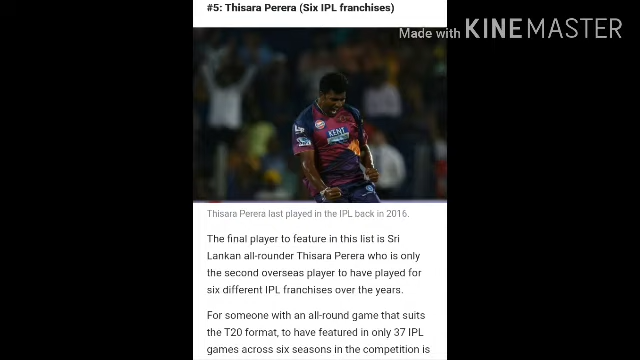 #5: Thisara Perera (Six IPL franchises)
Made with KINEMASTER
KENT
Thisara Perera last played in the IPL back in 2016.
The final player to feature in this list is Sri
Lankan all-rounder Thisara Perera who is only
the second overseas player to have played for
six different IPL franchises over the years.
For someone with an all-round game that suits
the T20 format, to have featured in only 37 IPL
games across six seasons in the competition is